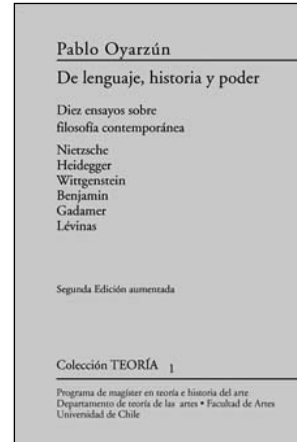 Pablo Oyarzún
De lenguaje, historia y poder
Diez ensayos sobre
filosofía contemporánea
Nietzsche
Heidegger
Wittgenstein
Benjamin
Gadamer
Lévinas
Segunda Edición aumentada
Colección TEORÍA 1
Programa de magíster en teoría e historia del arte
Departamento de teoría de las artes • Facultad de Artes
Universidad de Chile